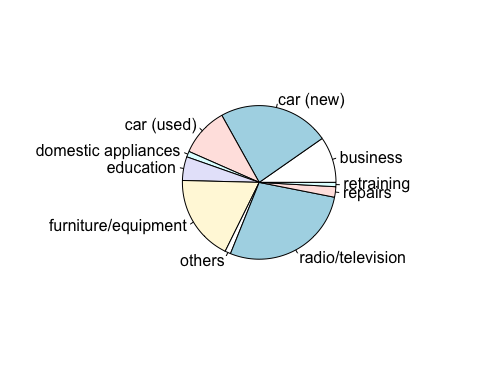 car (new)
car (used)
domestic appliances
education
business
retraining
repairs
furniture/equipment
others
radio/television